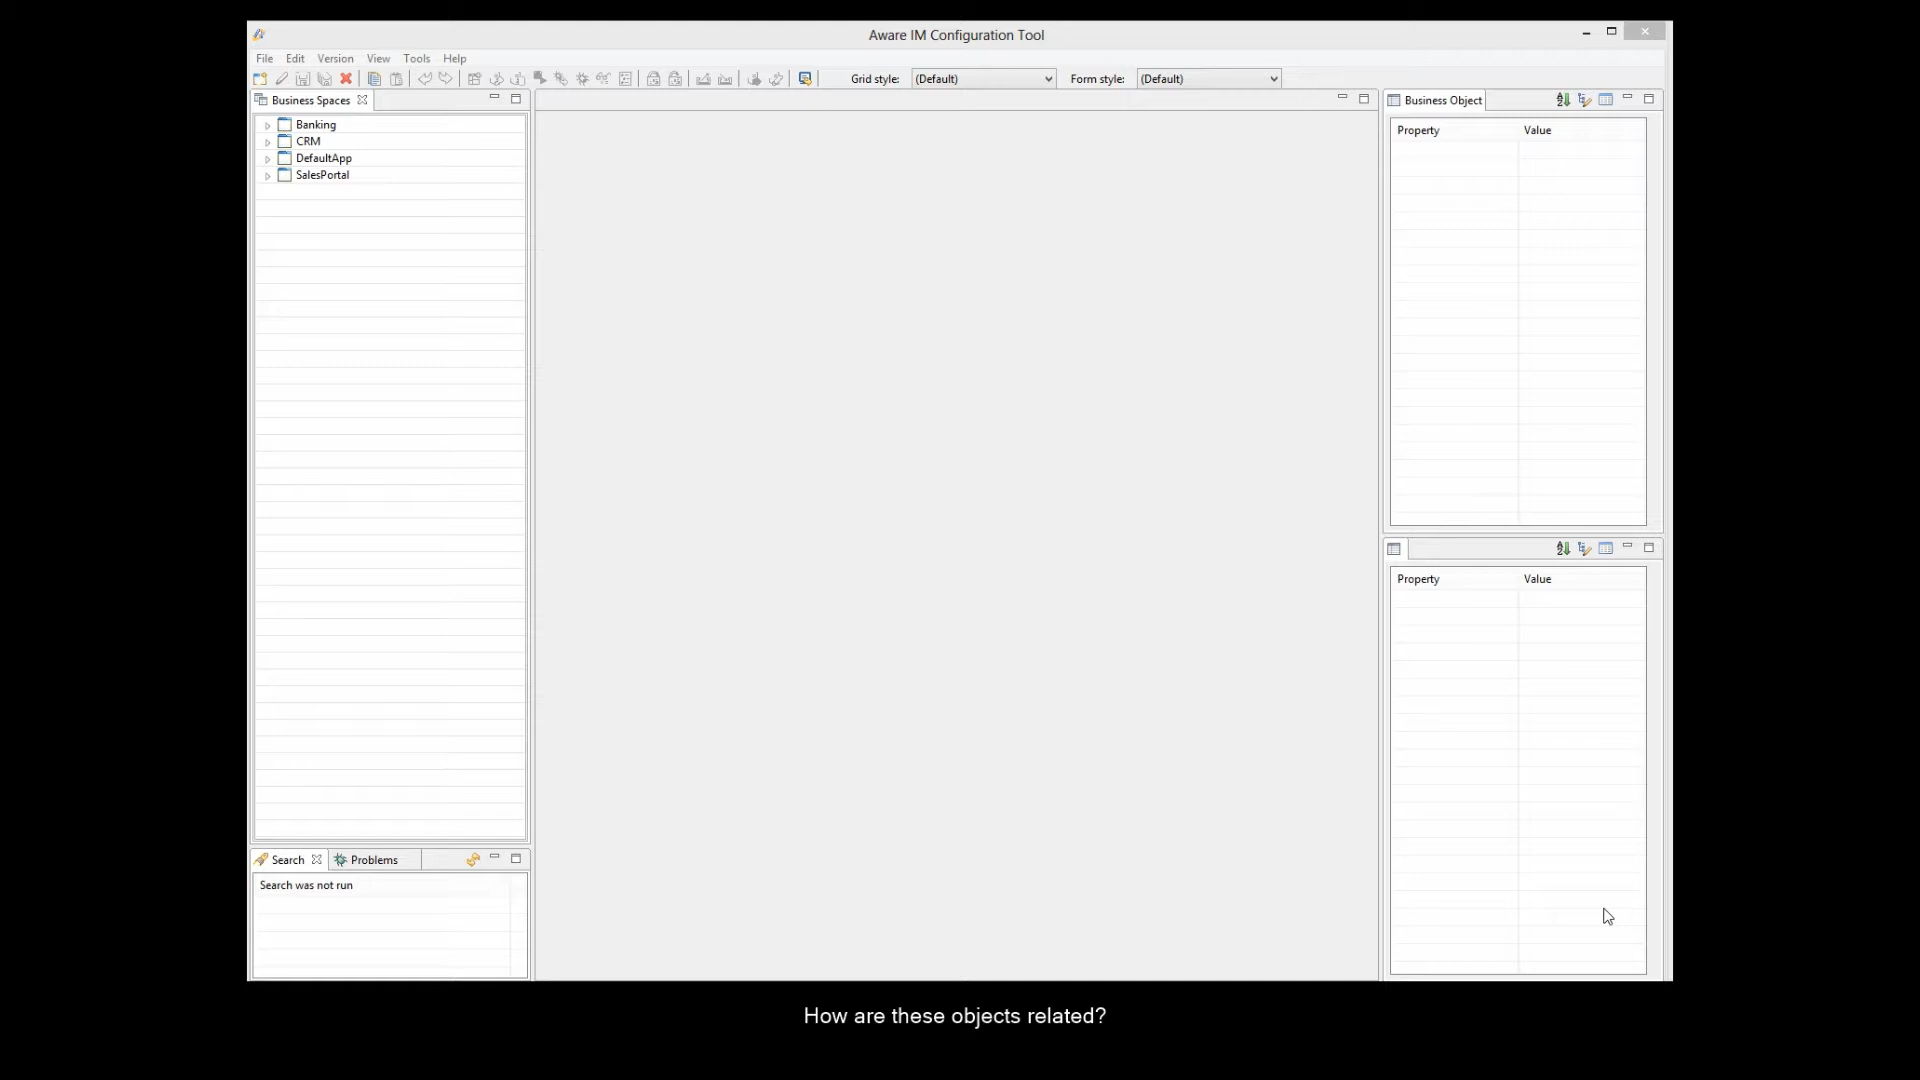 Aware IM Configuration Tool
File Edit Version View Tools Help
Grid style: (Default) Form style: (Default)
Business Spaces
Banking
CRM
DefaultApp
SalesPortal
Search Problems
Search was not run
Business Object
Property Value
Property Value
How are these objects related?